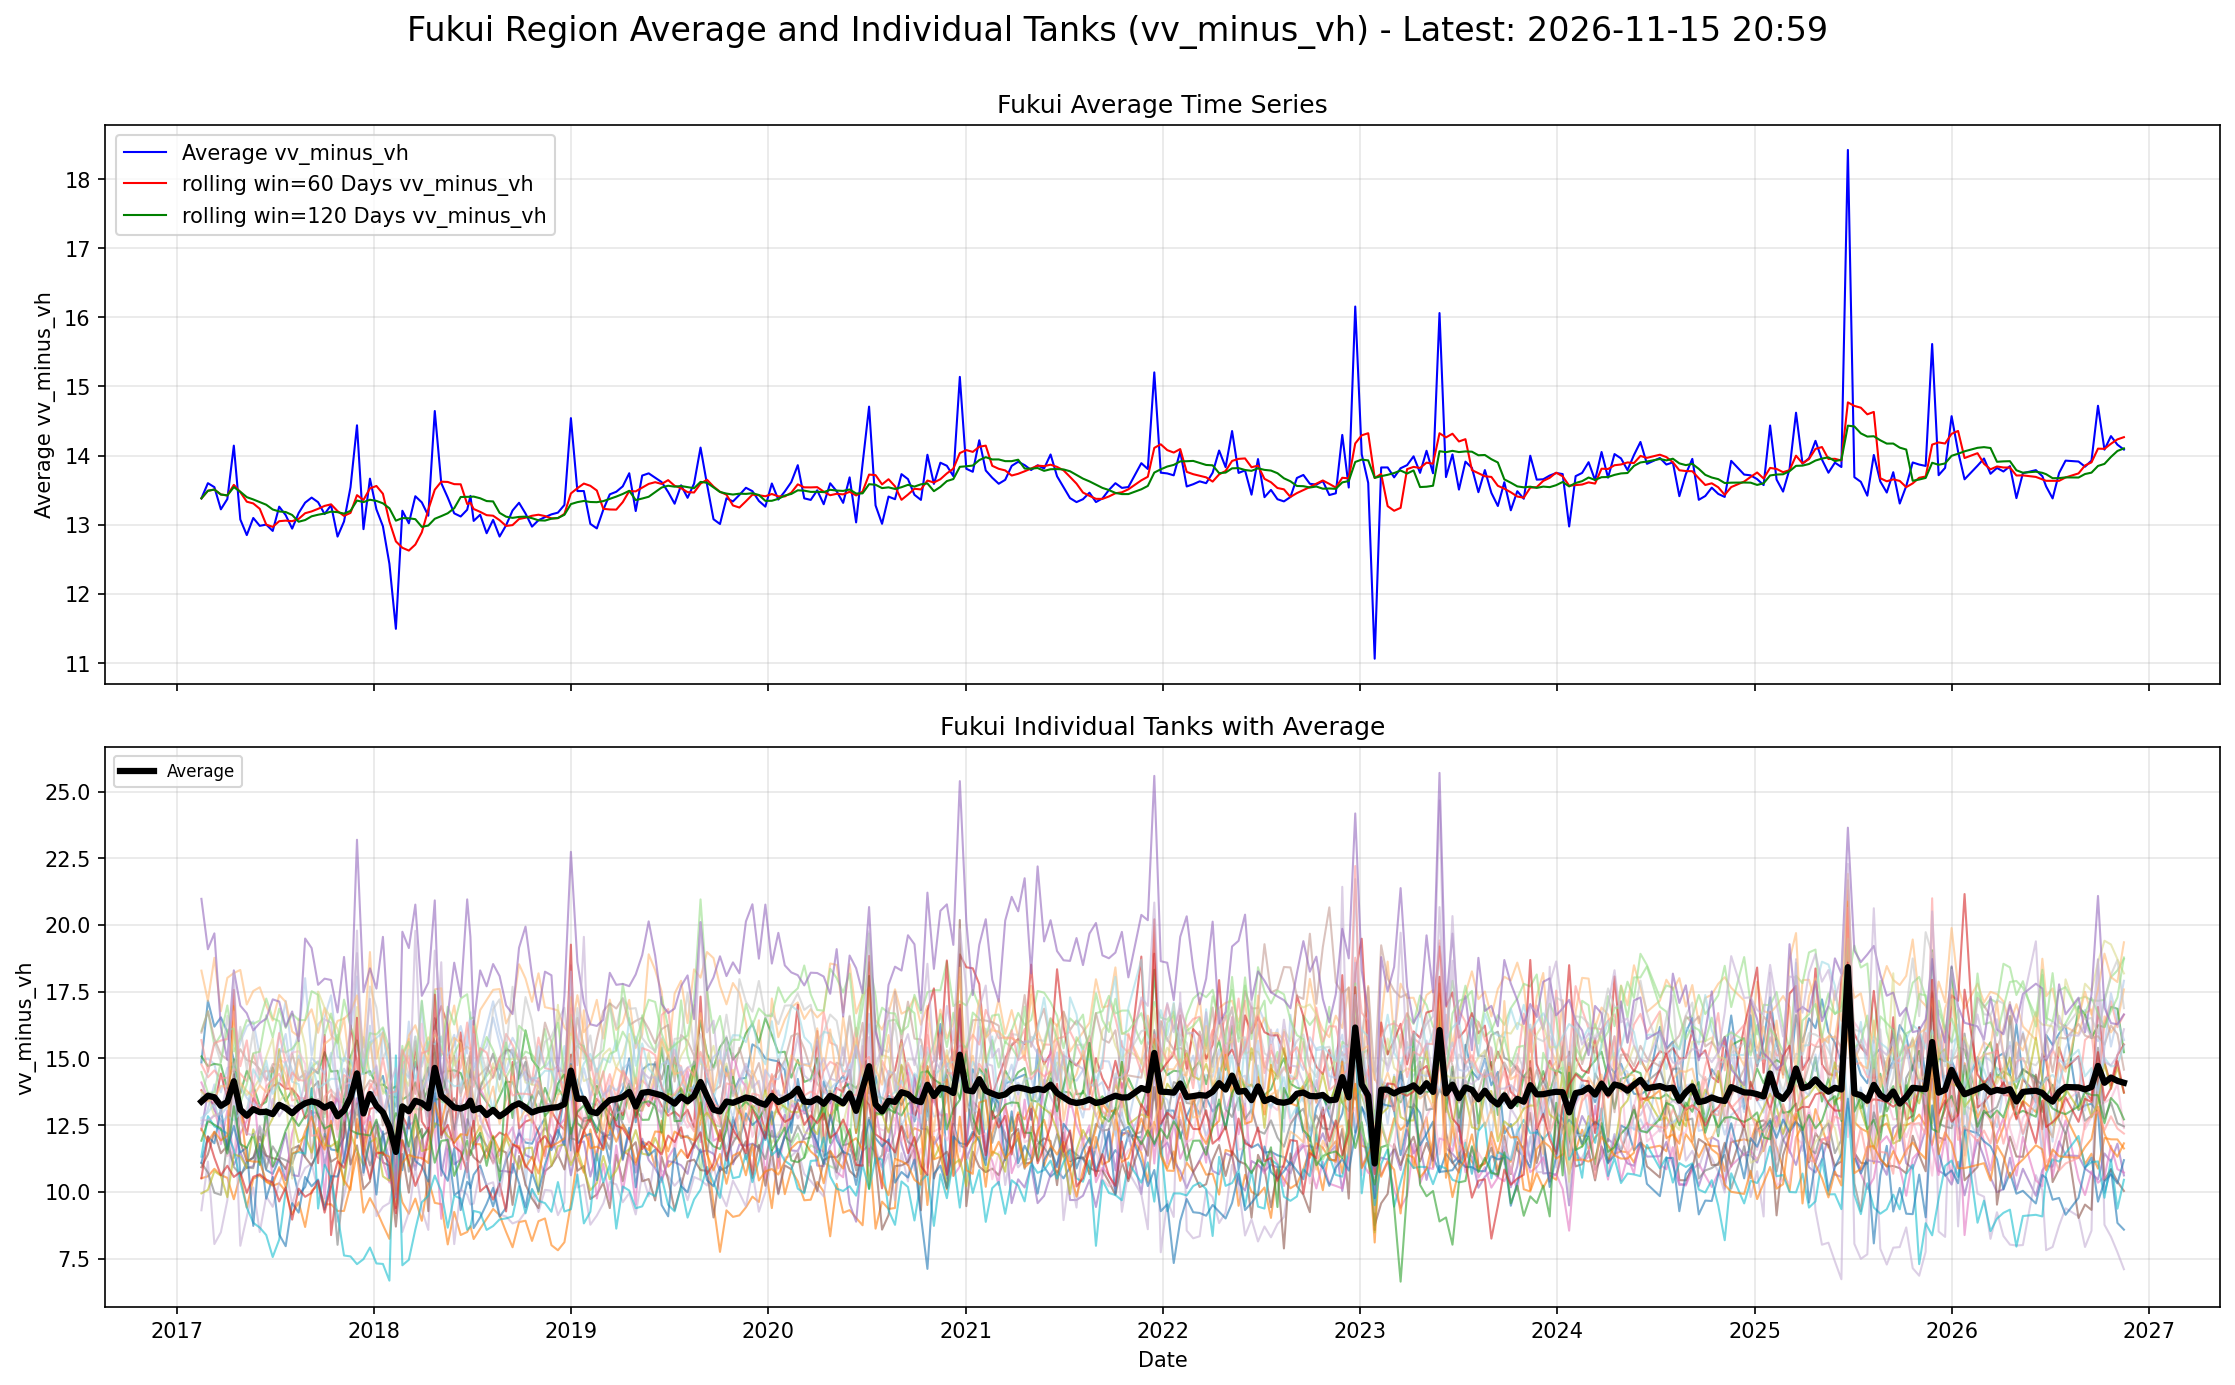 Fukui Region Average and Individual Tanks (vv_minus_vh) - Latest: 2026-11-15 20:59
Fukui Average Time Series
Average vv_minus_vh
rolling win=60 Days vv_minus_vh
rolling win=120 Days vv_minus_vh
Average vv_minus_vh
18
17
16
15
14
13
12
11
Fukui Individual Tanks with Average
Average
vv_minus_vh
25.0
22.5
20.0
17.5
15.0
12.5
10.0
7.5
2017 2018 2019 2020 2021 2022 2023 2024 2025 2026 2027
Date